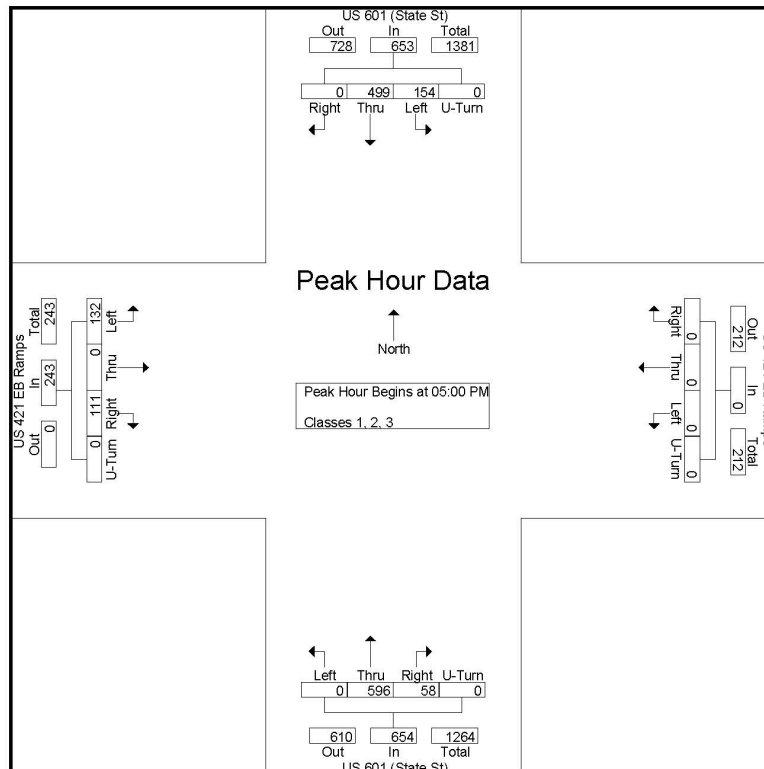 US 601 (State St)
Out In Total
728 653 1381
0 499 154 0
Right Thru Left U-Turn
Peak Hour Data
North
Peak Hour Begins at 05:00 PM
Classes 1, 2, 3
US 421 EB Ramps
Out In Total
0 243 243
132 0 111 0
Left Thru Right U-Turn
Right Thru Left U-Turn
0 0 0 0
Out In Total
212 0 212
Left Thru Right U-Turn
0 596 58 0
610 654 1264
Out In Total
US 601 (State St)